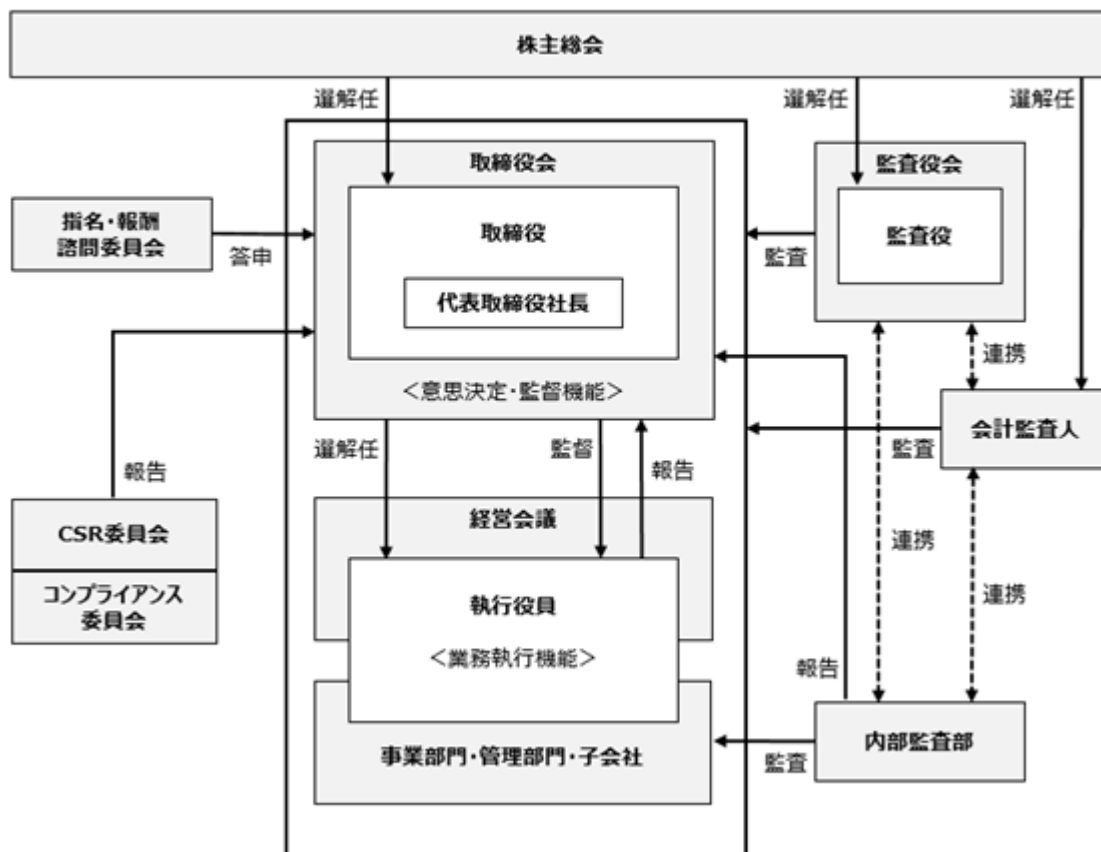 株主総会
選解任
選解任
選解任
取締役会
監査役会
指名・報酬
諮問委員会
取締役
監査役
答申
監査
代表取締役社長
連携
＜意思決定・監督機能＞
会計監査人
選解任
監督
報告
監査
報告
経営会議
CSR委員会
連携
コンプライアンス
委員会
執行役員
連携
＜業務執行機能＞
報告
内部監査部
事業部門・管理部門・子会社
監査